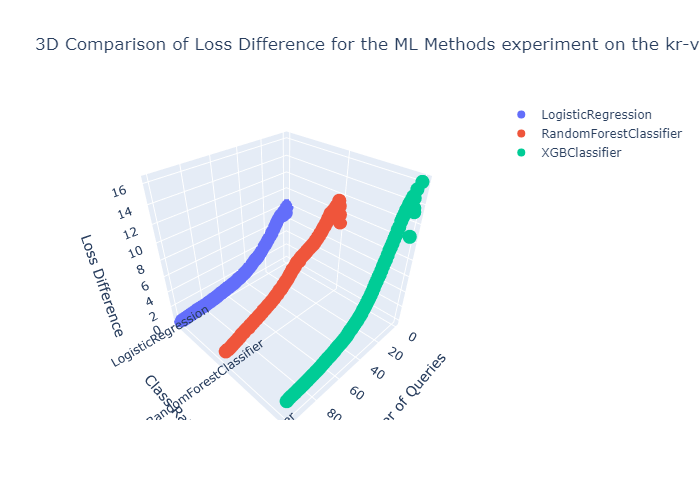 3D Comparison of Loss Difference for the ML Methods experiment on the kr-v
LogisticRegression
RandomForestClassifier
XGBClassifier
16
14
12
10
8
6
4
2
0
Loss Difference
LogisticRegression
RandomForestClassifier
0
20
40
60
80
er of Queries